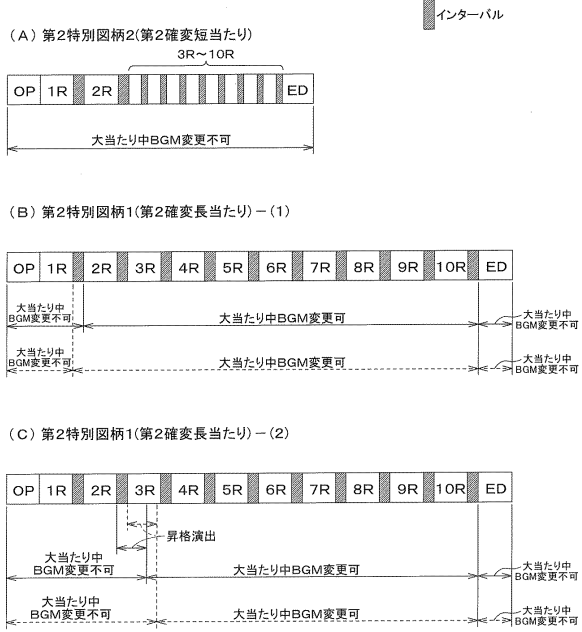 インターバル
(A)第2特別図柄2(第2確変短当たり)
3R～10R
OP 1R 2R ED
大当たり中BGM変更不可
(B)第2特別図柄1(第2確変長当たり)－(1)
OP 1R 2R 3R 4R 5R 6R 7R 8R 9R 10R ED
大当たり中
BGM変更不可
大当たり中BGM変更可
大当たり中
BGM変更不可
大当たり中
BGM変更不可
大当たり中BGM変更可
大当たり中
BGM変更不可
(C)第2特別図柄1(第2確変長当たり)－(2)
OP 1R 2R 3R 4R 5R 6R 7R 8R 9R 10R ED
昇格演出
大当たり中
BGM変更不可
大当たり中BGM変更可
大当たり中
BGM変更不可
大当たり中
BGM変更不可
大当たり中BGM変更可
大当たり中
BGM変更不可